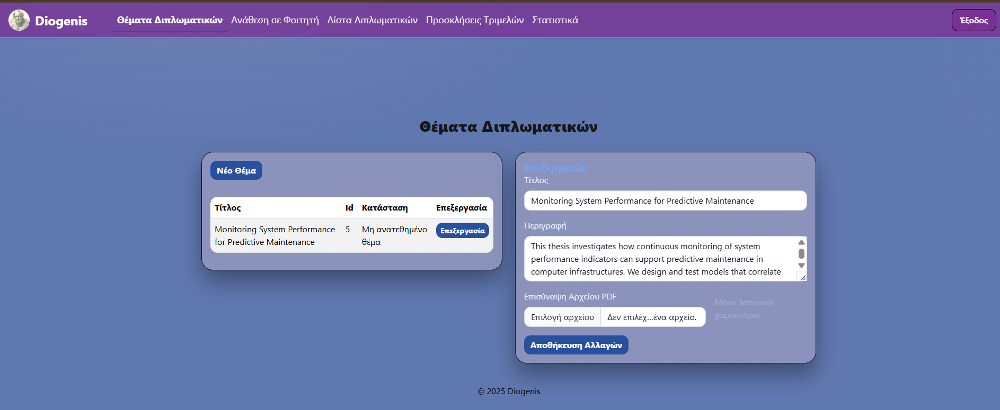 Diogenis
Θέματα Διπλωματικών
Ανάθεση σε Φοιτητή
Λίστα Διπλωματικών
Προσκλήσεις Τριμελών
Στατιστικά
Έξοδος
Θέματα Διπλωματικών
Νέο Θέμα
Τίτλος Id Κατάσταση Επεξεργασία
Monitoring System Performance 5 Μη ανατεθημένο Επεξεργασία
for Predictive Maintenance θέμα
Επεξεργασία
Τίτλος
Monitoring System Performance for Predictive Maintenance
Περιγραφή
This thesis investigates how continuous monitoring of system
performance indicators can support predictive maintenance in
computer infrastructures. We design and test models that correlate
Επισύναψη Αρχείου PDF
Επιλογή αρχείου Δεν επιλέχ...ένα αρχείο.
Μόνο λατινικοί
χαρακτήρες
Αποθήκευση Αλλαγών
© 2025 Diogenis